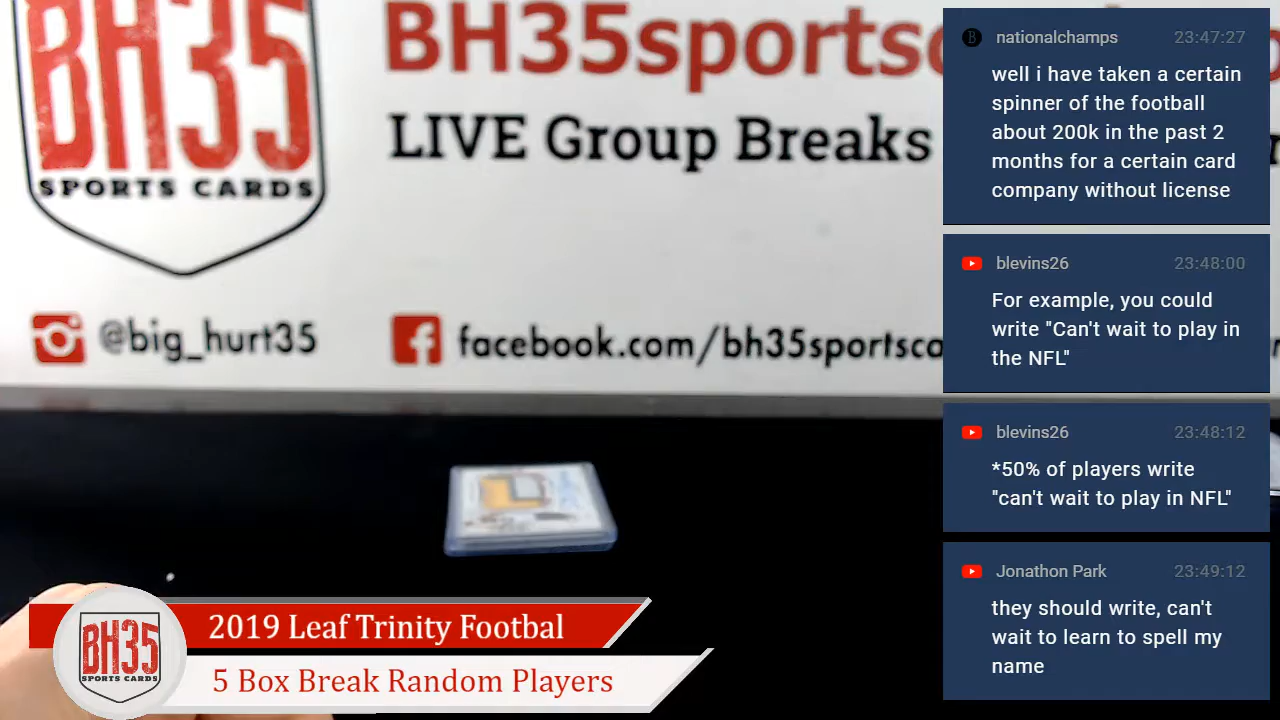 BH35
SPORTS CARDS
BH35sportsc
LIVE Group Breaks
@big_hurt35
facebook.com/bh35sportsc
nationalchamps 23:47:27
well i have taken a certain
spinner of the football
about 200k in the past 2
months for a certain card
company without license
blevins26 23:48:00
For example, you could
write "Can't wait to play in
the NFL"
blevins26 23:48:12
*50% of players write
"can't wait to play in NFL"
Jonathon Park 23:49:12
they should write, can't
wait to learn to spell my
name
BH35
SPORTS CARDS
2019 Leaf Trinity Footbal
5 Box Break Random Players